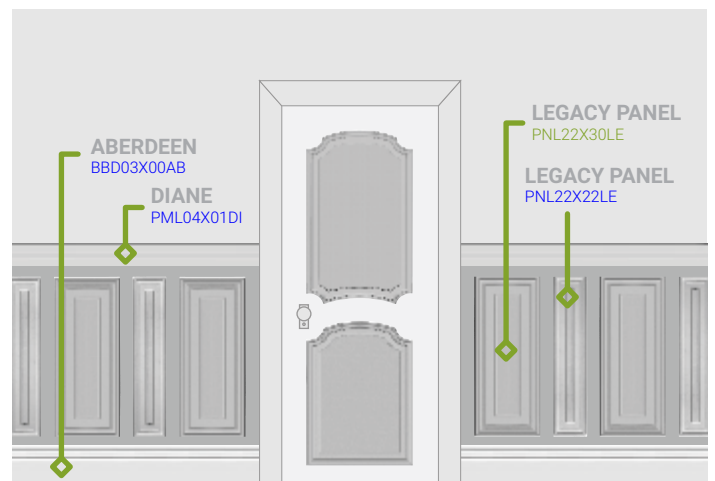 LEGACY PANEL
PNL22X30LE
ABERDEEN
BBD03X00AB
LEGACY PANEL
PNL22X22LE
DIANE
PML04X01DI